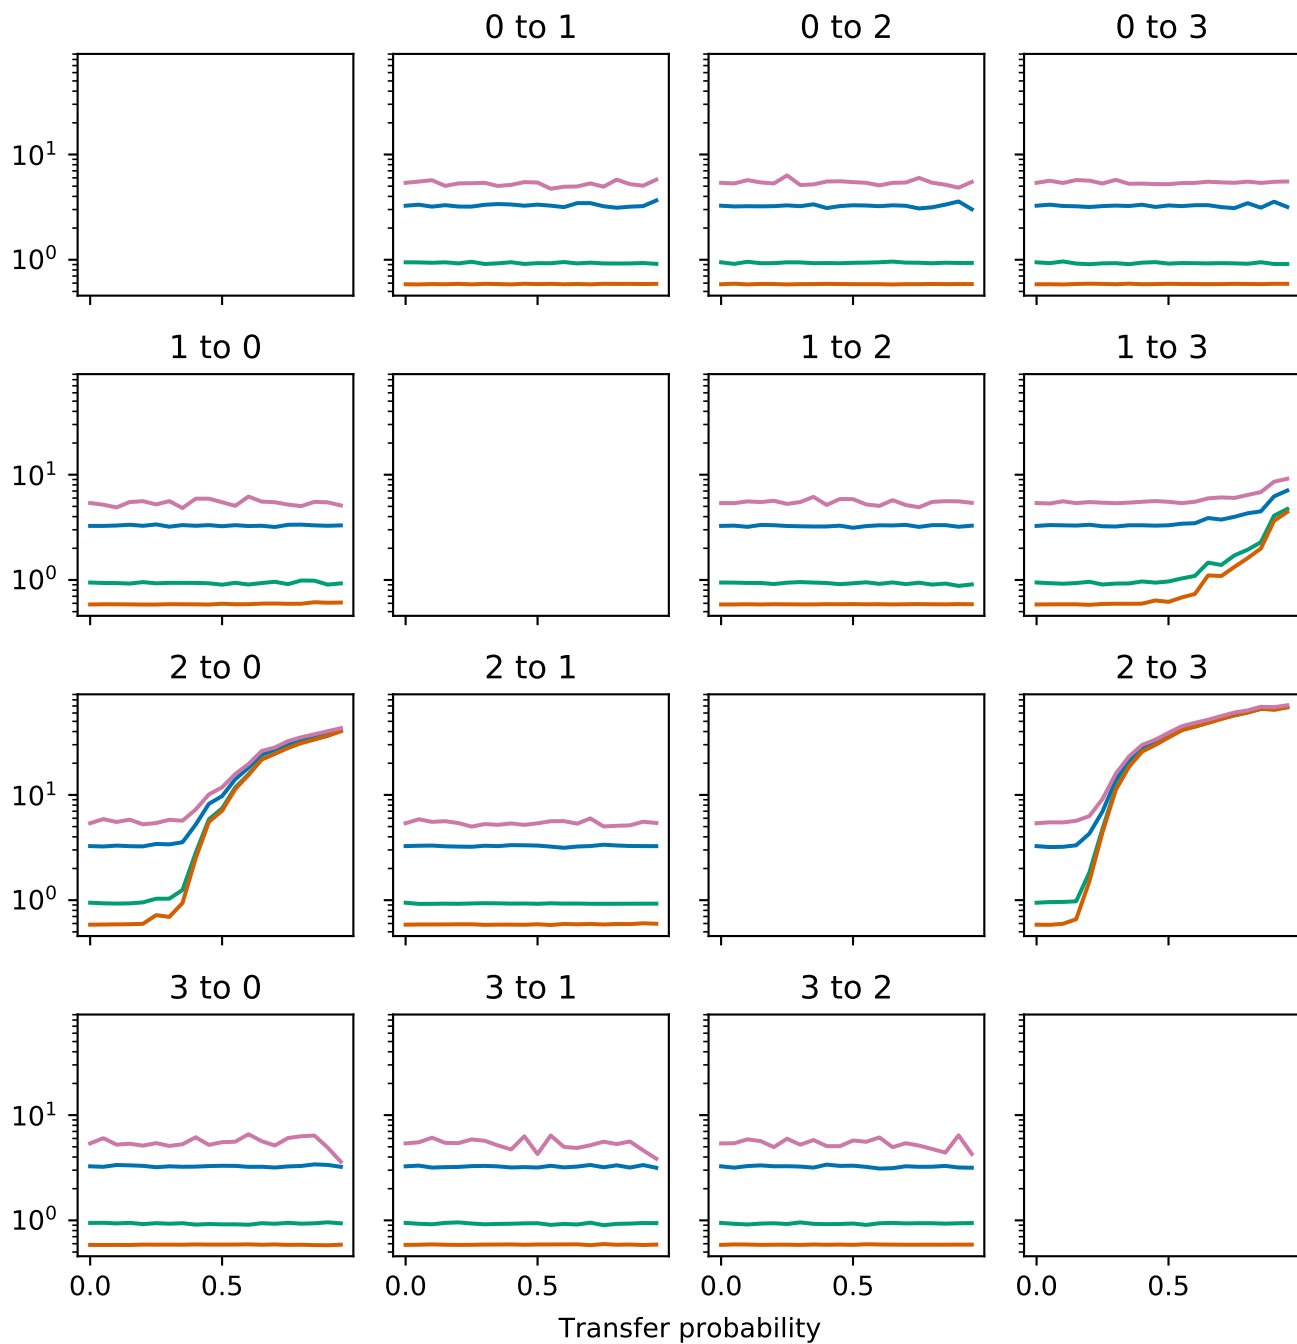 0 to 1
0 to 2
0 to 3
10¹
10⁰
1 to 0
1 to 2
1 to 3
10¹
10⁰
2 to 0
2 to 1
2 to 3
10¹
10⁰
3 to 0
3 to 1
3 to 2
10¹
10⁰
0.0 0.5 0.0 0.5 0.0 0.5 0.0 0.5
Transfer probability